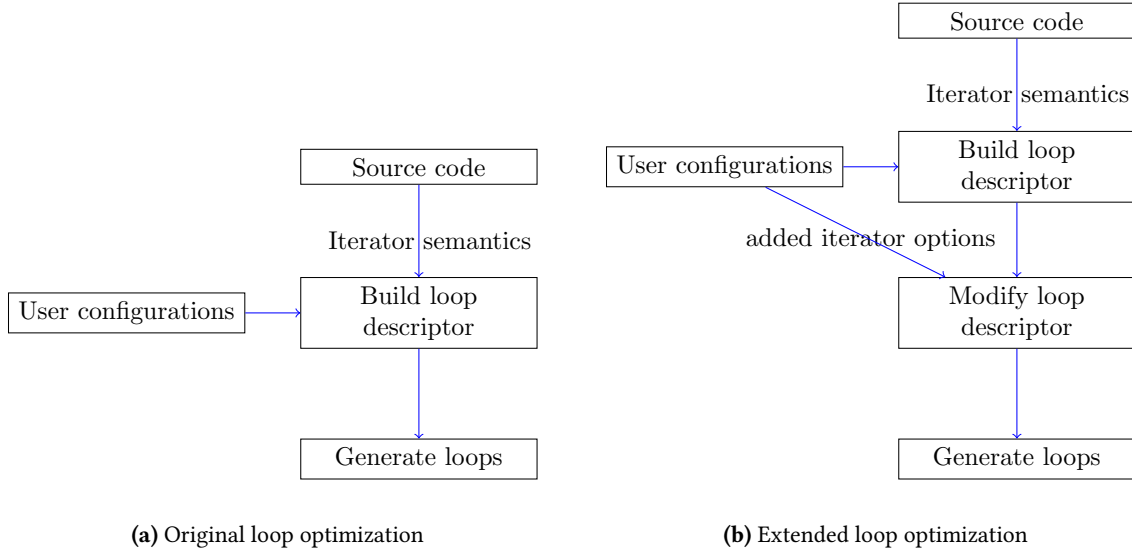 Source code
Iterator semantics
User configurations
Build loop
descriptor
Generate loops
(a) Original loop optimization
Source code
Iterator semantics
User configurations
Build loop
descriptor
added iterator options
Modify loop
descriptor
Generate loops
(b) Extended loop optimization